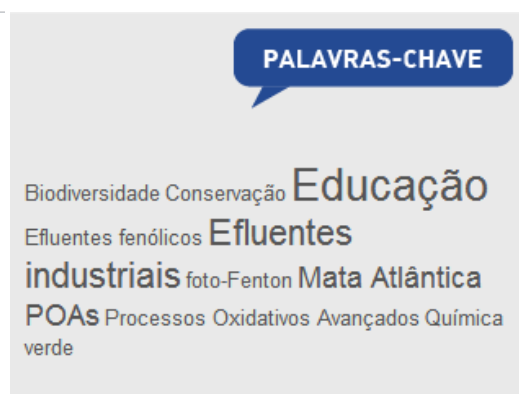 PALAVRAS-CHAVE
Biodiversidade Conservação Educação
Efluentes fenólicos Efluentes
industriais foto-Fenton Mata Atlântica
POAs Processos Oxidativos Avançados Química
verde